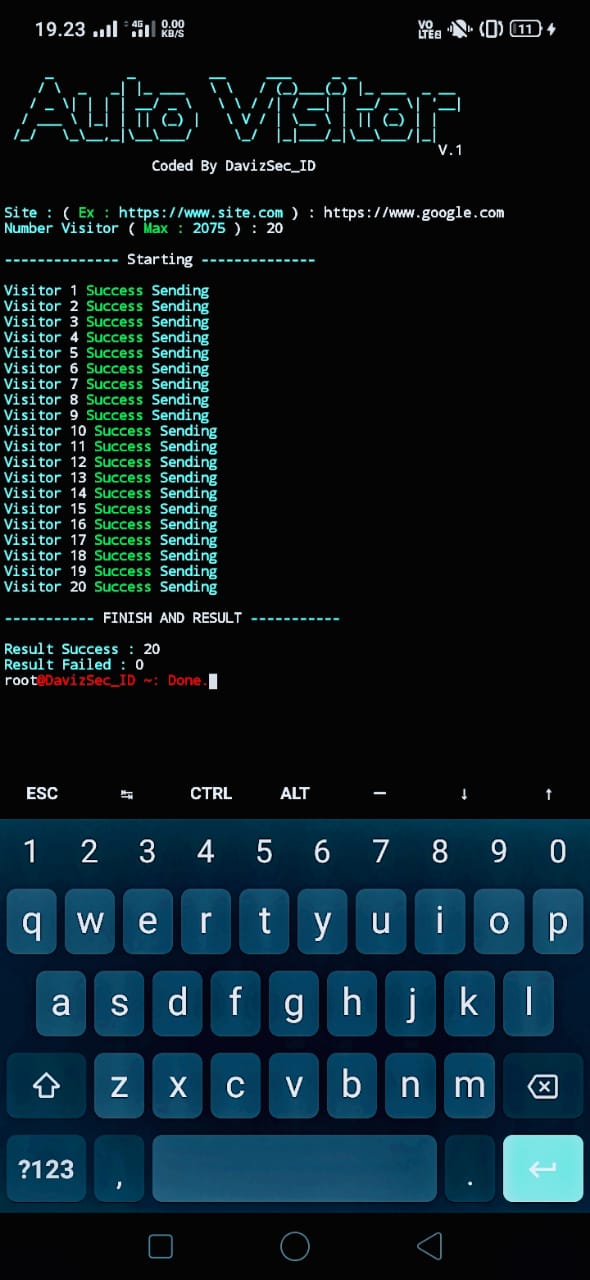 19.23 4G 0.00 KB/S VO LTE 2 11
Auto Visitor
V.1
Coded By DavizSec_ID
Site : ( Ex : https://www.site.com ) : https://www.google.com
Number Visitor ( Max : 2075 ) : 20
-------------- Starting --------------
Visitor 1 Success Sending
Visitor 2 Success Sending
Visitor 3 Success Sending
Visitor 4 Success Sending
Visitor 5 Success Sending
Visitor 6 Success Sending
Visitor 7 Success Sending
Visitor 8 Success Sending
Visitor 9 Success Sending
Visitor 10 Success Sending
Visitor 11 Success Sending
Visitor 12 Success Sending
Visitor 13 Success Sending
Visitor 14 Success Sending
Visitor 15 Success Sending
Visitor 16 Success Sending
Visitor 17 Success Sending
Visitor 18 Success Sending
Visitor 19 Success Sending
Visitor 20 Success Sending
----------- FINISH AND RESULT -----------
Result Success : 20
Result Failed : 0
root@DavizSec_ID ~: Done.
ESC ↹ CTRL ALT — ↓ ↑
1 2 3 4 5 6 7 8 9 0
q w e r t y u i o p
a s d f g h j k l
z x c v b n m
?123 , .